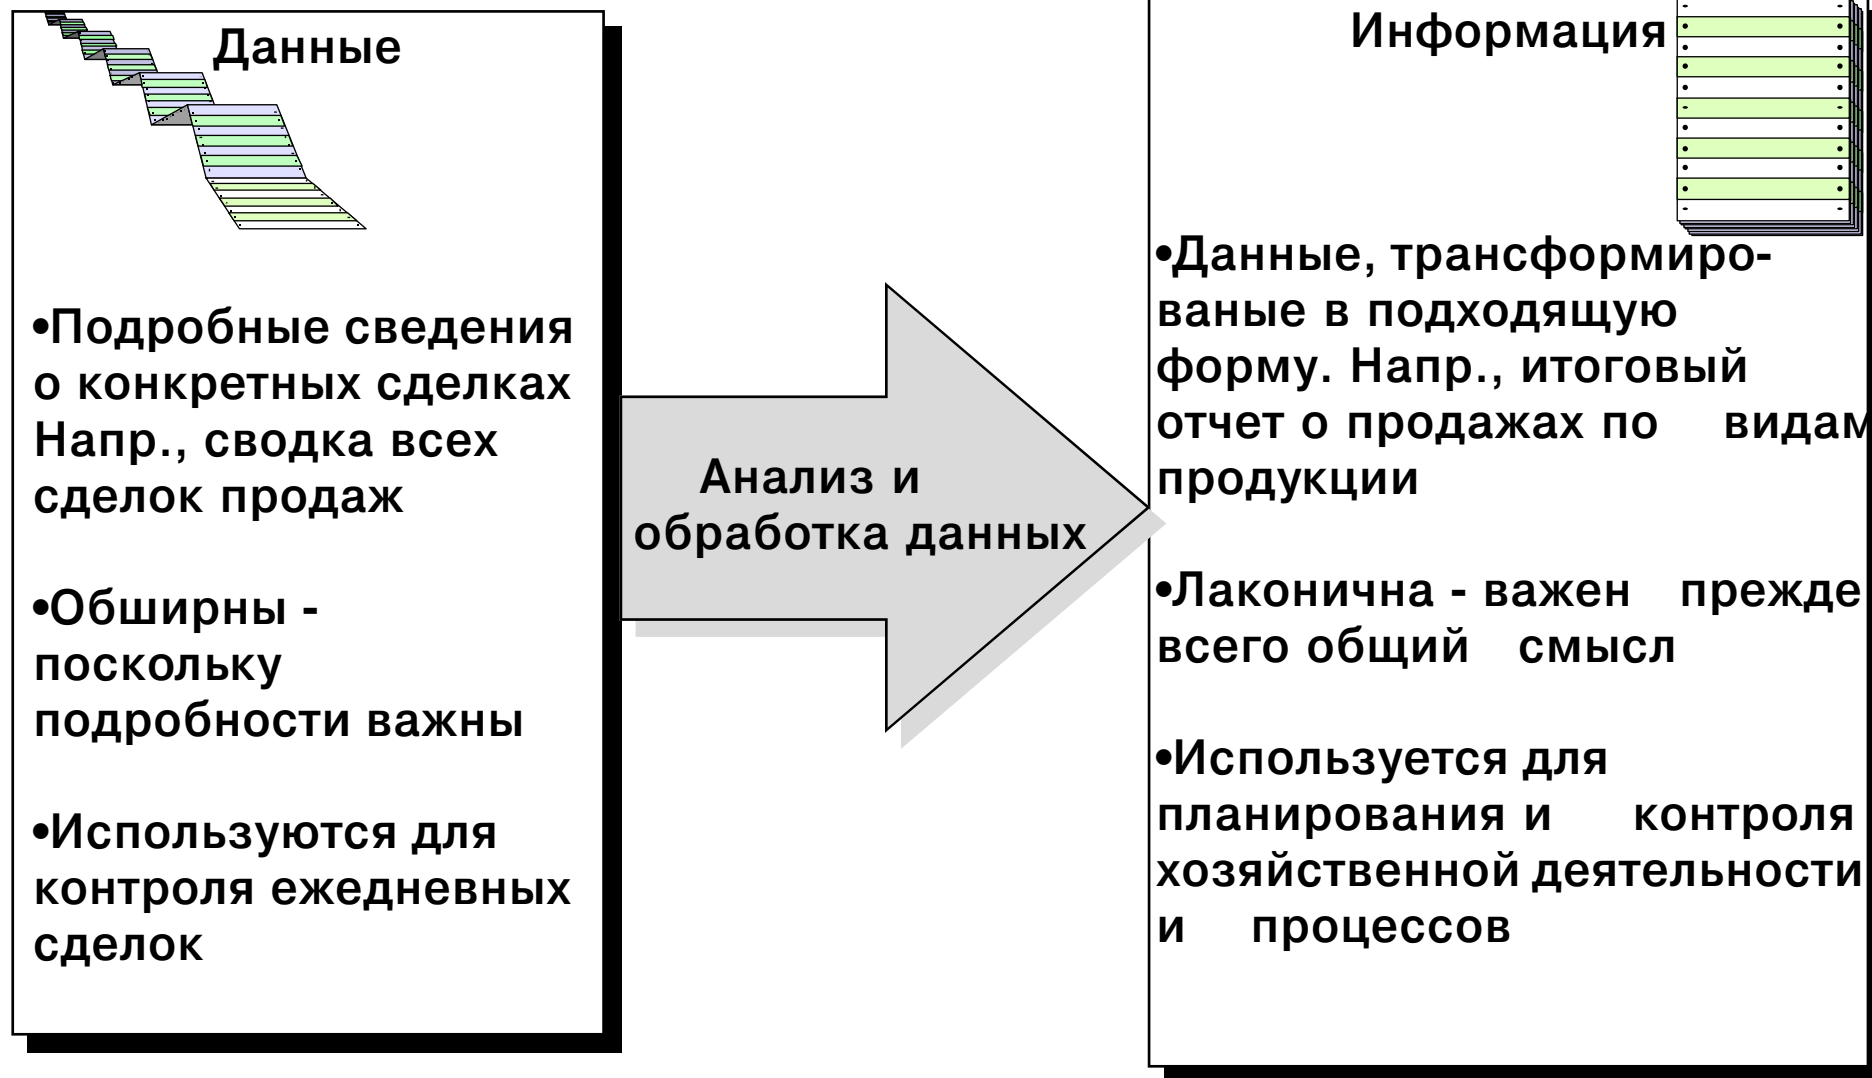 Данные
•Подробные сведения
о конкретных сделках
Напр., сводка всех
сделок продаж
•Обширны -
поскольку
подробности важны
•Используются для
контроля ежедневных
сделок
Анализ и
обработка данных
Информация
•Данные, трансформиро-
ваные в подходящую
форму. Напр., итоговый
отчет о продажах по видам
продукции
•Лаконична - важен прежде
всего общий смысл
•Используется для
планирования и контроля
хозяйственной деятельности
и процессов